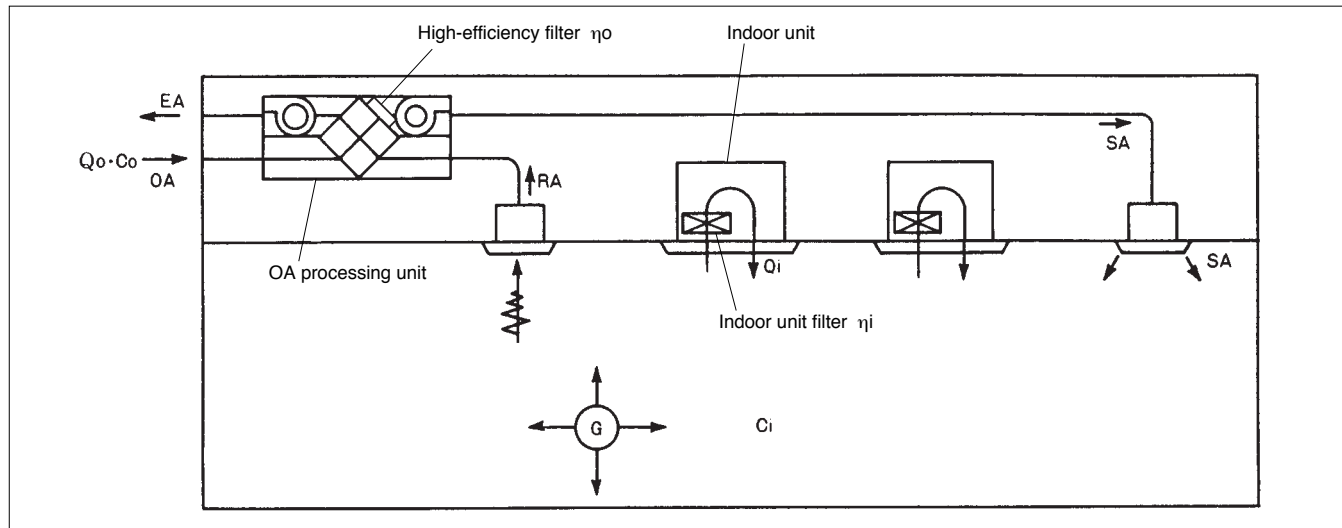 High-efficiency filter ηo
Indoor unit
EA
Qo·Co
OA
SA
RA
OA processing unit
Qi
SA
Indoor unit filter ηi
G
Ci